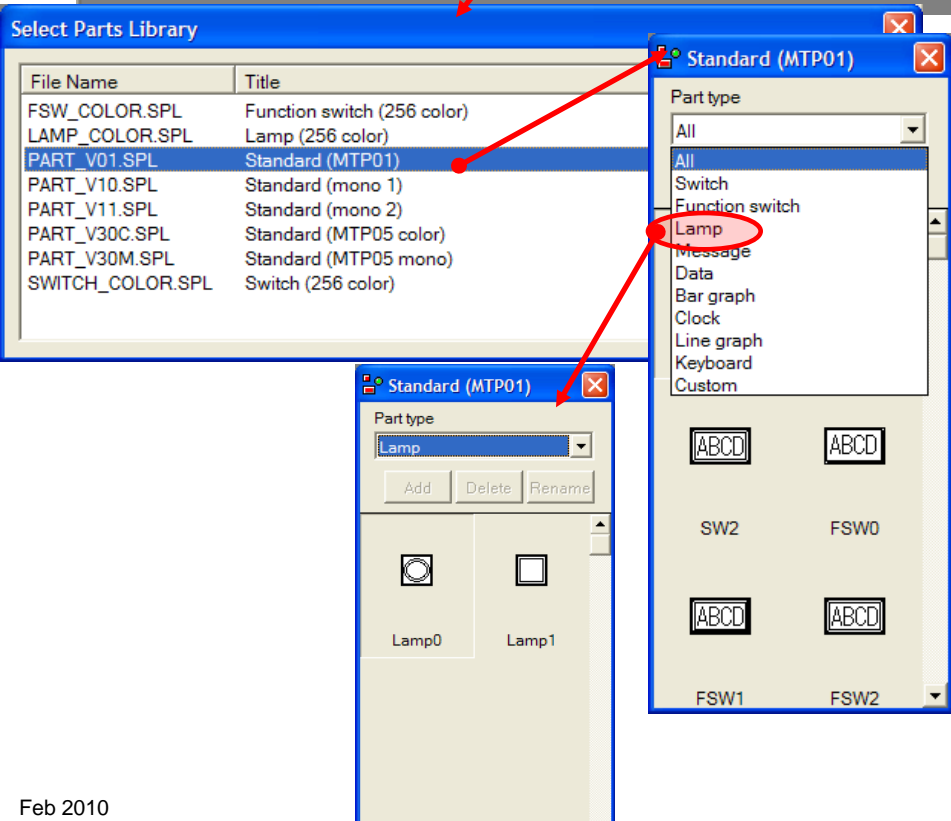 Select Parts Library
File Name Title
FSW_COLOR.SPL Function switch (256 color)
LAMP_COLOR.SPL Lamp (256 color)
PART_V01.SPL Standard (MTP01)
PART_V10.SPL Standard (mono 1)
PART_V11.SPL Standard (mono 2)
PART_V30C.SPL Standard (MTP05 color)
PART_V30M.SPL Standard (MTP05 mono)
SWITCH_COLOR.SPL Switch (256 color)
Standard (MTP01)
Part type
All
All
Switch
Function switch
Lamp
Message
Data
Bar graph
Clock
Line graph
Keyboard
Custom
ABCD ABCD
SW2 FSW0
ABCD ABCD
FSW1 FSW2
Standard (MTP01)
Part type
Lamp
Add Delete Rename
Lamp0 Lamp1
Feb 2010